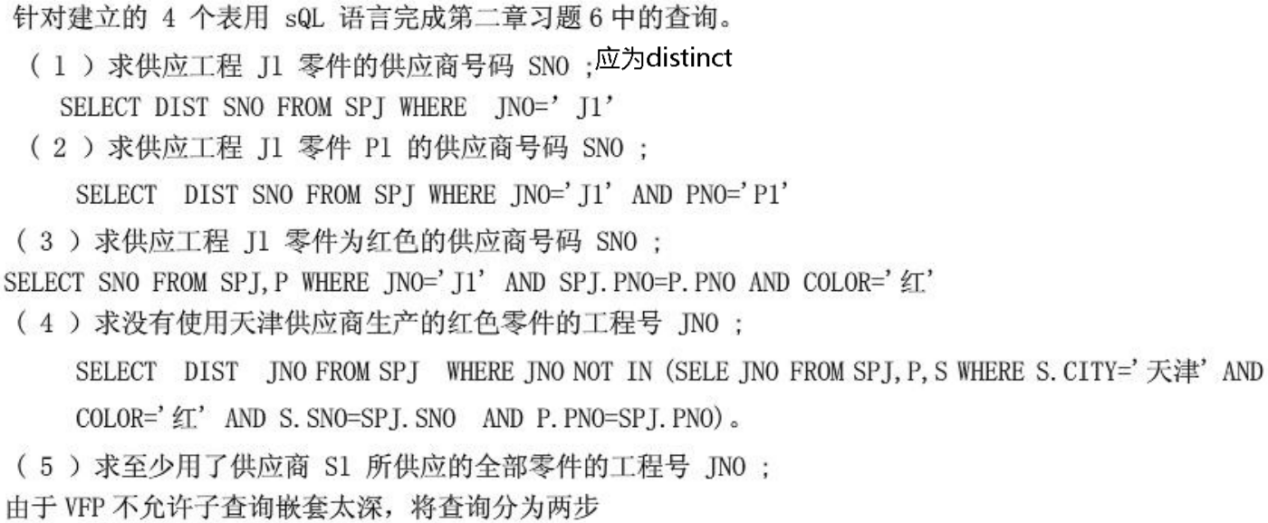 针对建立的 4 个表用 sQL 语言完成第二章习题6中的查询。
( 1 )求供应工程 J1 零件的供应商号码 SNO ;应为distinct
SELECT DIST SNO FROM SPJ WHERE JNO=’ J1’
( 2 )求供应工程 J1 零件 P1 的供应商号码 SNO ;
SELECT DIST SNO FROM SPJ WHERE JNO=’J1’ AND PNO=’P1’
( 3 )求供应工程 J1 零件为红色的供应商号码 SNO ;
SELECT SNO FROM SPJ,P WHERE JNO=’J1’ AND SPJ.PNO=P.PNO AND COLOR=’红’
( 4 )求没有使用天津供应商生产的红色零件的工程号 JNO ;
SELECT DIST JNO FROM SPJ WHERE JNO NOT IN (SELE JNO FROM SPJ,P,S WHERE S.CITY=’天津’ AND
COLOR=’红’ AND S.SNO=SPJ.SNO AND P.PNO=SPJ.PNO)。
( 5 )求至少用了供应商 S1 所供应的全部零件的工程号 JNO ;
由于VFP不允许子查询嵌套太深，将查询分为两步